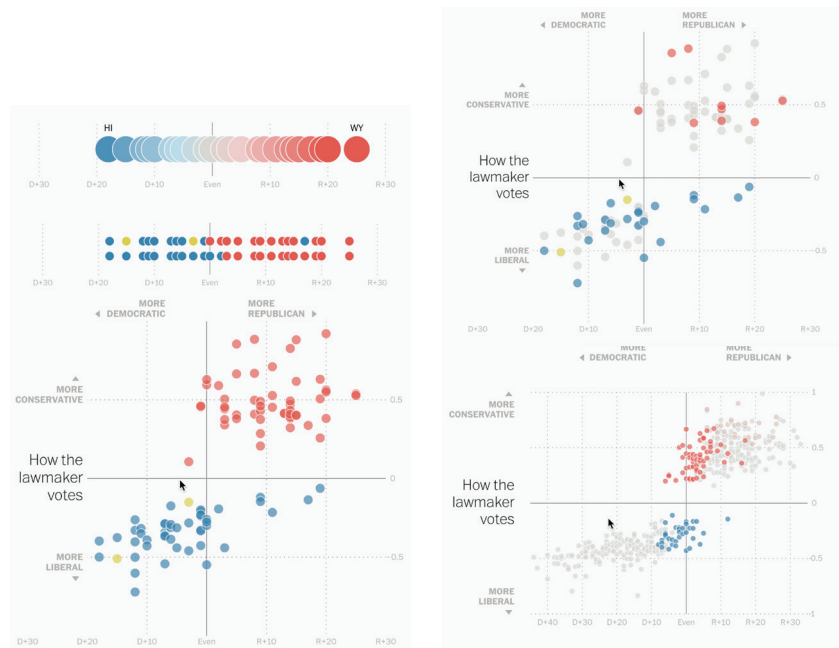 HI
WY
D+30
D+20
D+10
Even
R+10
R+20
R+30
D+30
D+20
D+10
Even
R+10
R+20
R+30
MORE
DEMOCRATIC
MORE
REPUBLICAN
MORE
CONSERVATIVE
0.5
How the
lawmaker
votes
0
MORE
LIBERAL
-0.5
D+30
D+20
D+10
Even
R+10
R+20
R+30
MORE
DEMOCRATIC
MORE
REPUBLICAN
MORE
CONSERVATIVE
0.5
How the
lawmaker
votes
0
MORE
LIBERAL
-0.5
D+30
D+20
D+10
Even
R+10
R+20
R+30
MORE
DEMOCRATIC
MORE
REPUBLICAN
1
MORE
CONSERVATIVE
0.5
How the
lawmaker
votes
0
-0.5
MORE
LIBERAL
-1
D+40
D+30
D+20
D+10
Even
R+10
R+20
R+30